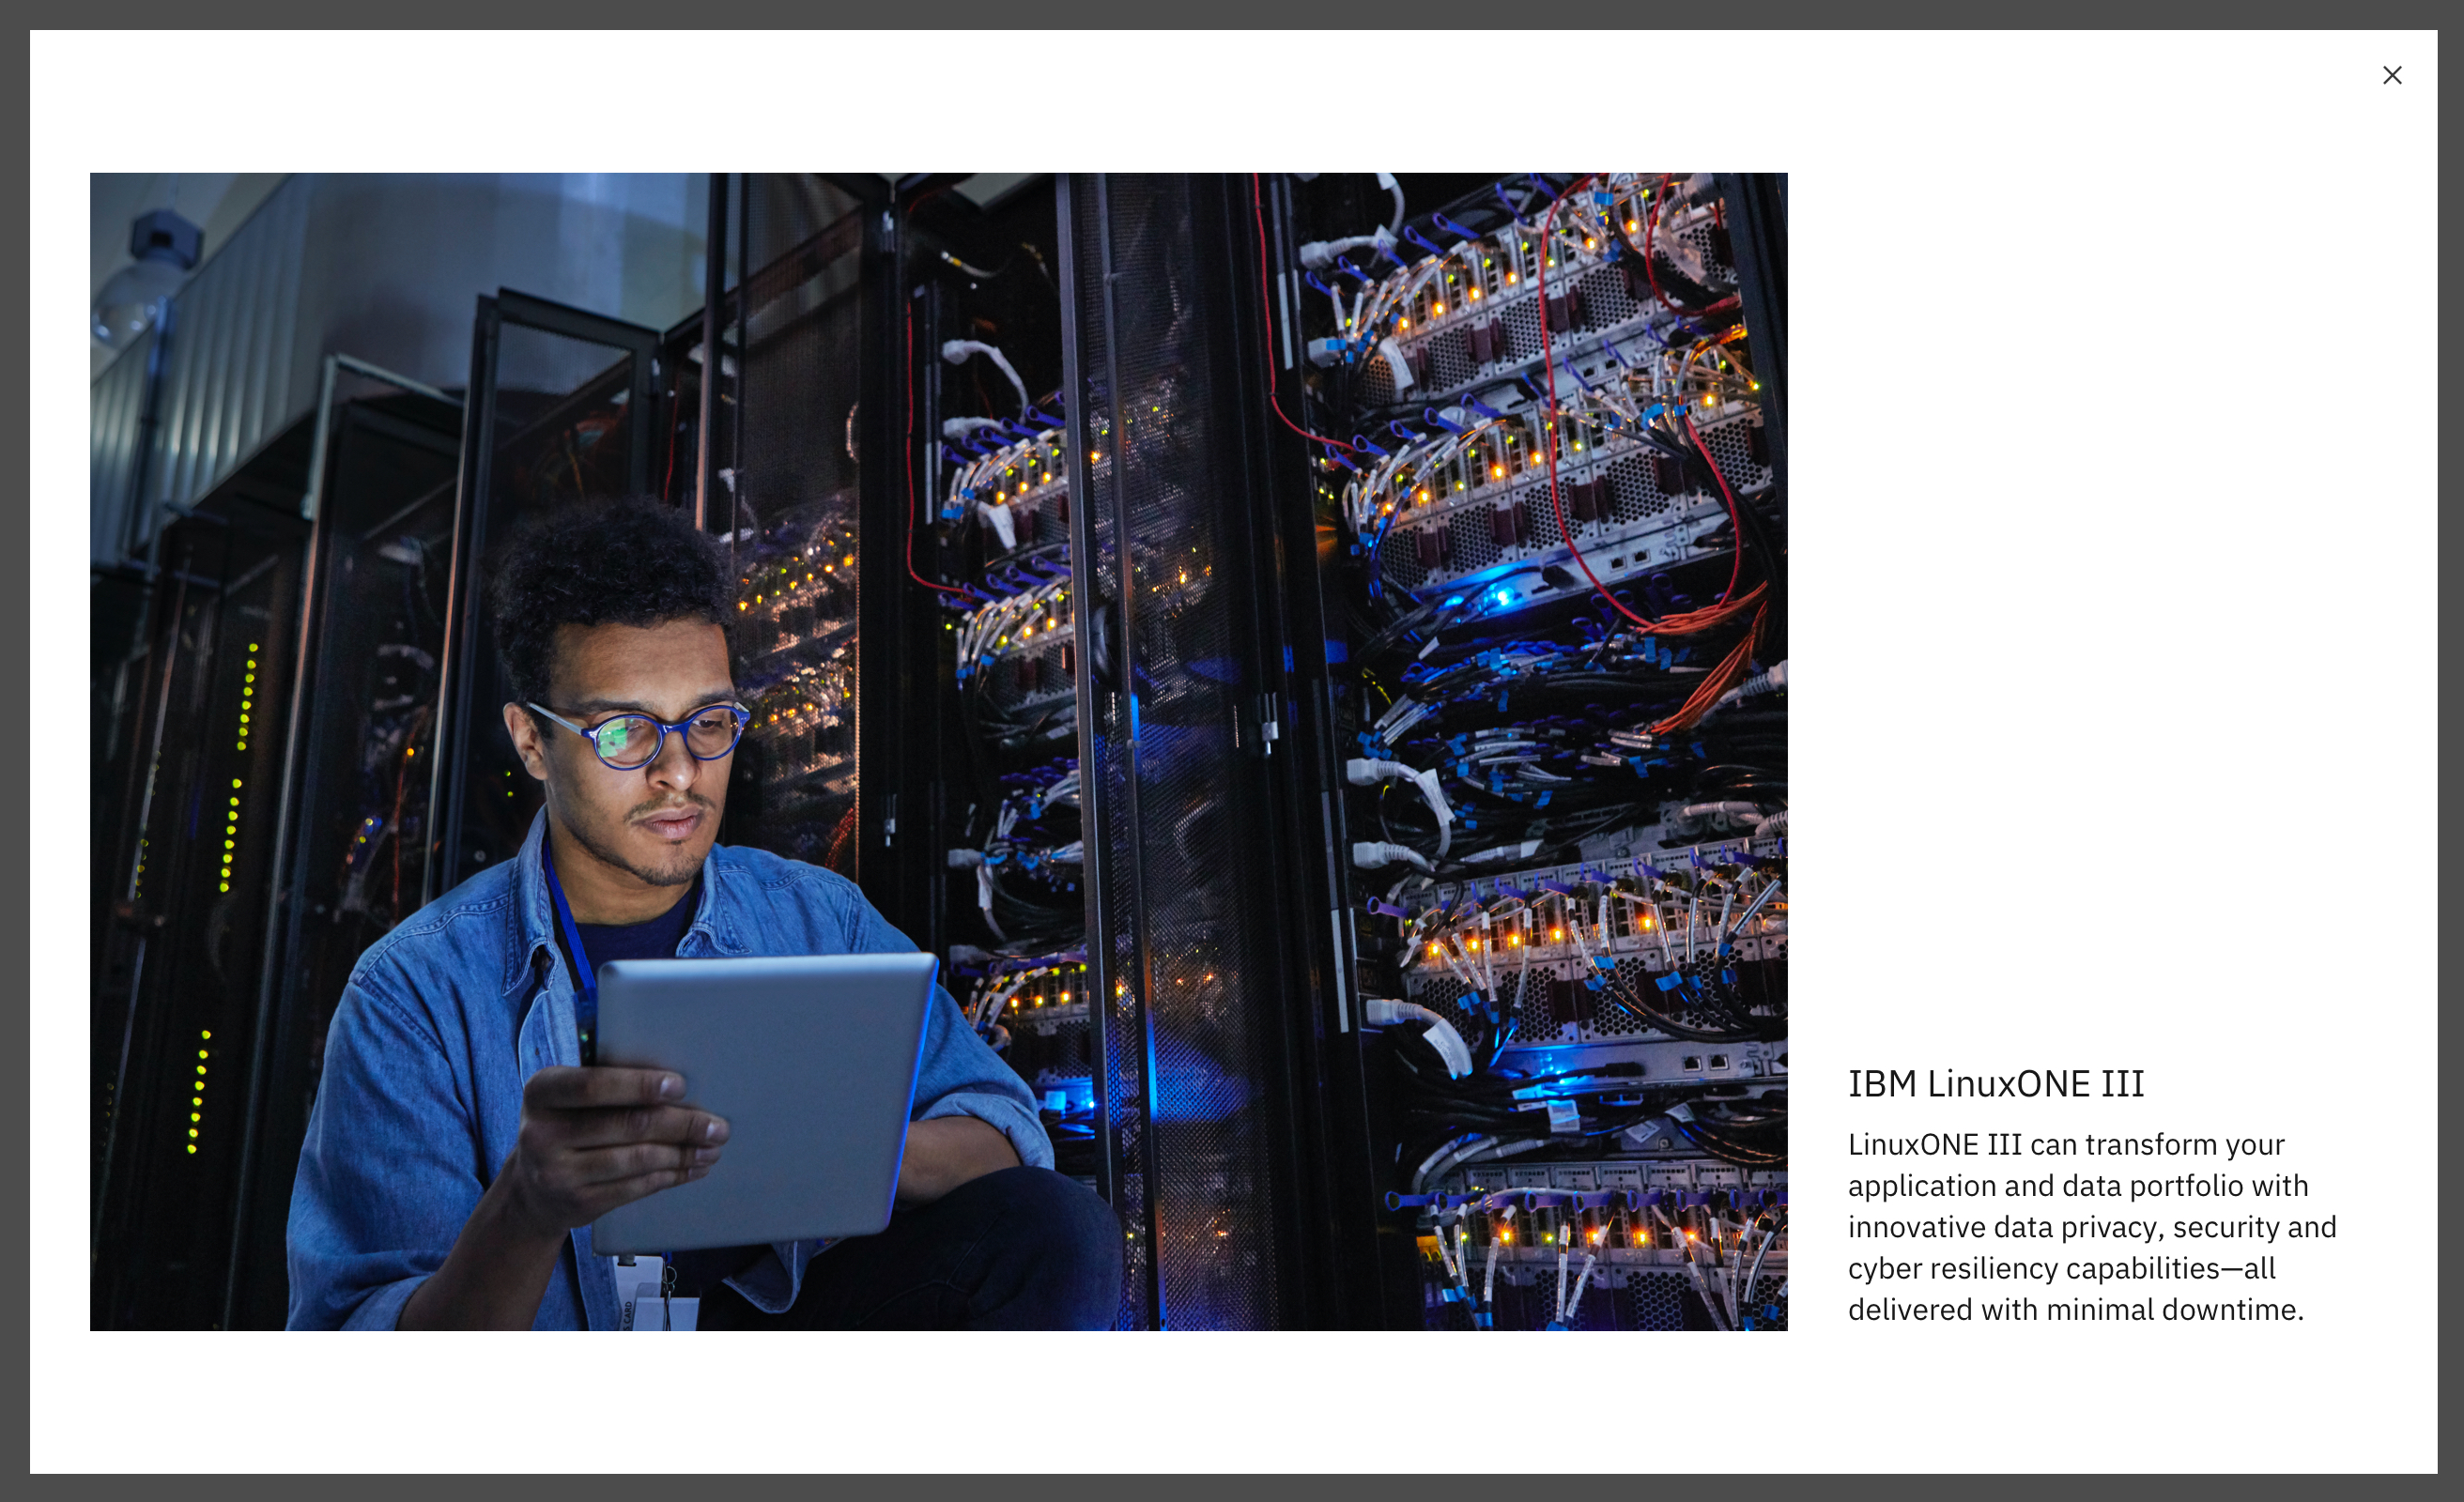 IBM LinuxONE III
LinuxONE III can transform your
application and data portfolio with
innovative data privacy, security and
cyber resiliency capabilities—all
delivered with minimal downtime.
CARD